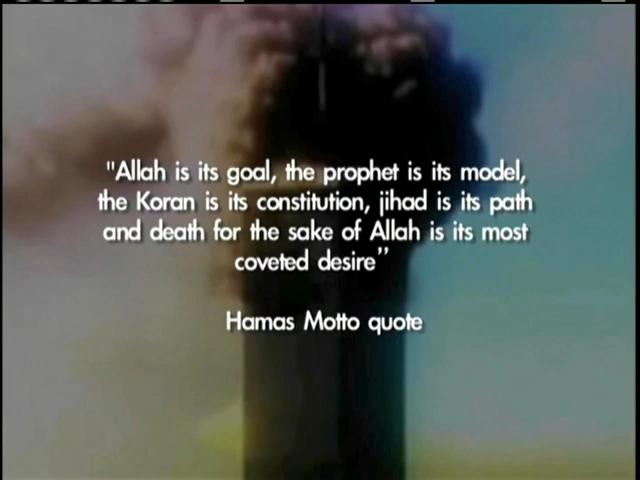 "Allah is its goal, the prophet is its model,
the Koran is its constitution, jihad is its path
and death for the sake of Allah is its most
coveted desire”
Hamas Motto quote